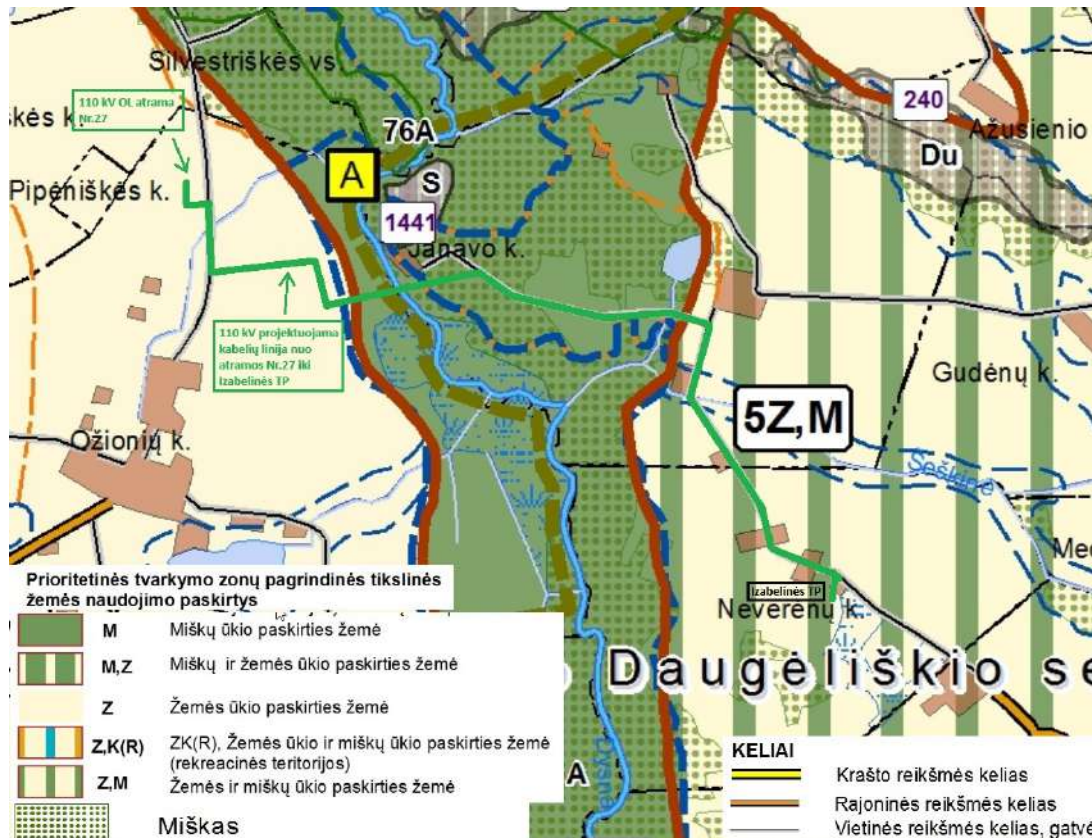 Silvestriškės vs.
110 kV OL atrama
Nr.27
škės k.
76A
240
Ažusienio
Du
A
S
Pipėniškės k.
1441
Janavo k.
110 kV projektuojama
kabelių linija nuo
atramos Nr.27 iki
Izabelinės TP
Gudėnų k.
5Z,M
Ožionių k.
Šeškinė
Izabelinės TP
Neverėnų k.
Daugėliškio se
Dysna
A
Prioritetinės tvarkymo zonų pagrindinės tikslinės
žemės naudojimo paskirtys
M Miškų ūkio paskirties žemė
M,Z Miškų ir žemės ūkio paskirties žemė
Z Žemės ūkio paskirties žemė
Z,K(R) ZK(R), Žemės ūkio ir miškų ūkio paskirties žemė
(rekreacinės teritorijos)
Z,M Žemės ir miškų ūkio paskirties žemė
Miškas
KELIAI
Krašto reikšmės kelias
Rajoninės reikšmės kelias
Vietinės reikšmės kelias, gatvė